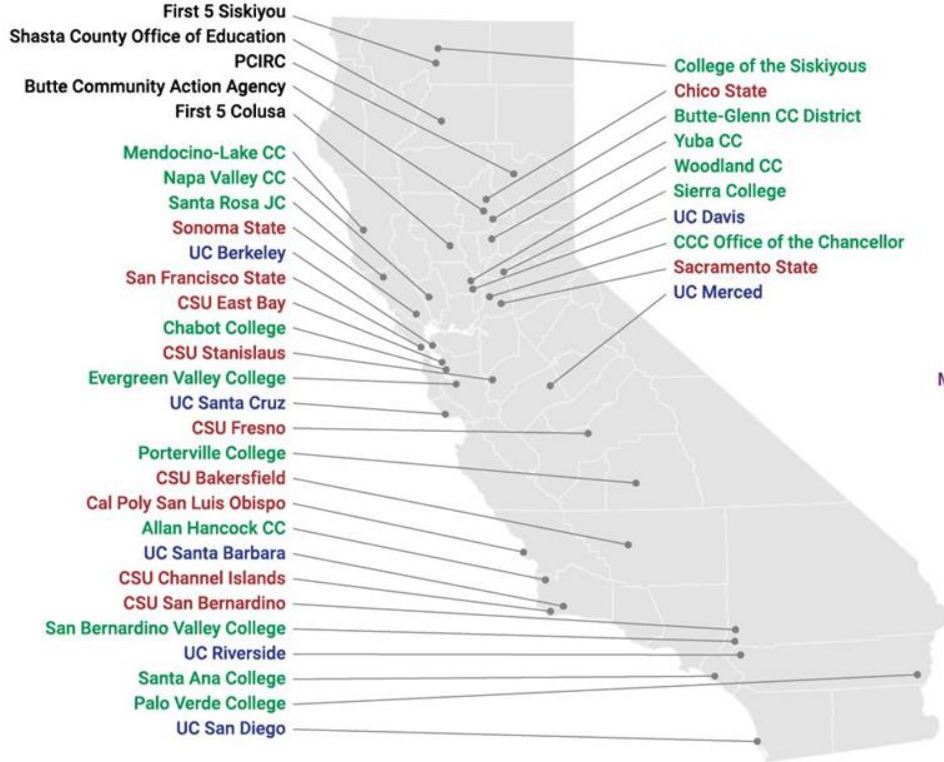 First 5 Siskiyou
Shasta County Office of Education
PCIRC
Butte Community Action Agency
First 5 Colusa
Mendocino-Lake CC
Napa Valley CC
Santa Rosa JC
Sonoma State
UC Berkeley
San Francisco State
CSU East Bay
Chabot College
CSU Stanislaus
Evergreen Valley College
UC Santa Cruz
CSU Fresno
Porterville College
CSU Bakersfield
Cal Poly San Luis Obispo
Allan Hancock CC
UC Santa Barbara
CSU Channel Islands
CSU San Bernardino
San Bernardino Valley College
UC Riverside
Santa Ana College
Palo Verde College
UC San Diego
College of the Siskiyous
Chico State
Butte-Glenn CC District
Yuba CC
Woodland CC
Sierra College
UC Davis
CCC Office of the Chancellor
Sacramento State
UC Merced
M